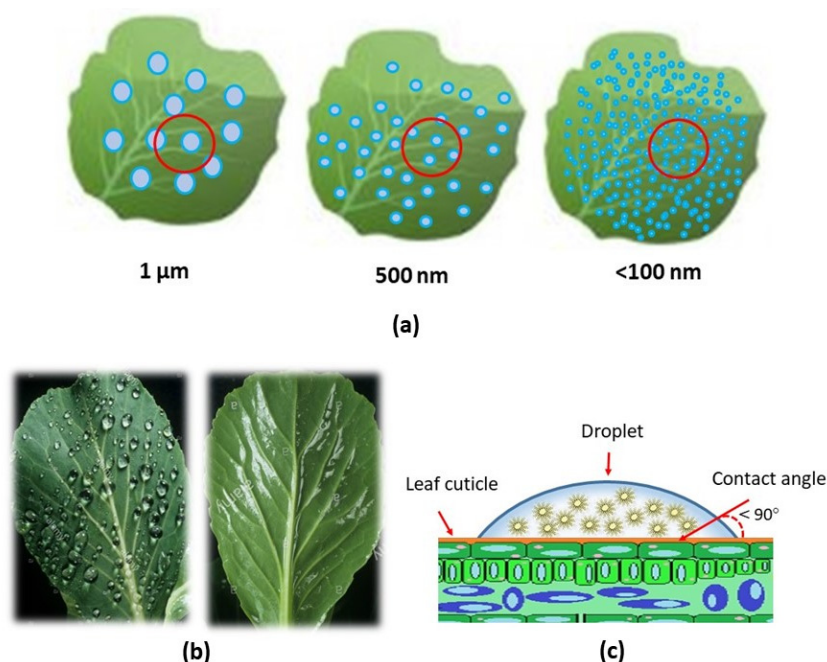 1 μm
500 nm
<100 nm
(a)
(b)
Droplet
Leaf cuticle
Contact angle
< 90°
(c)